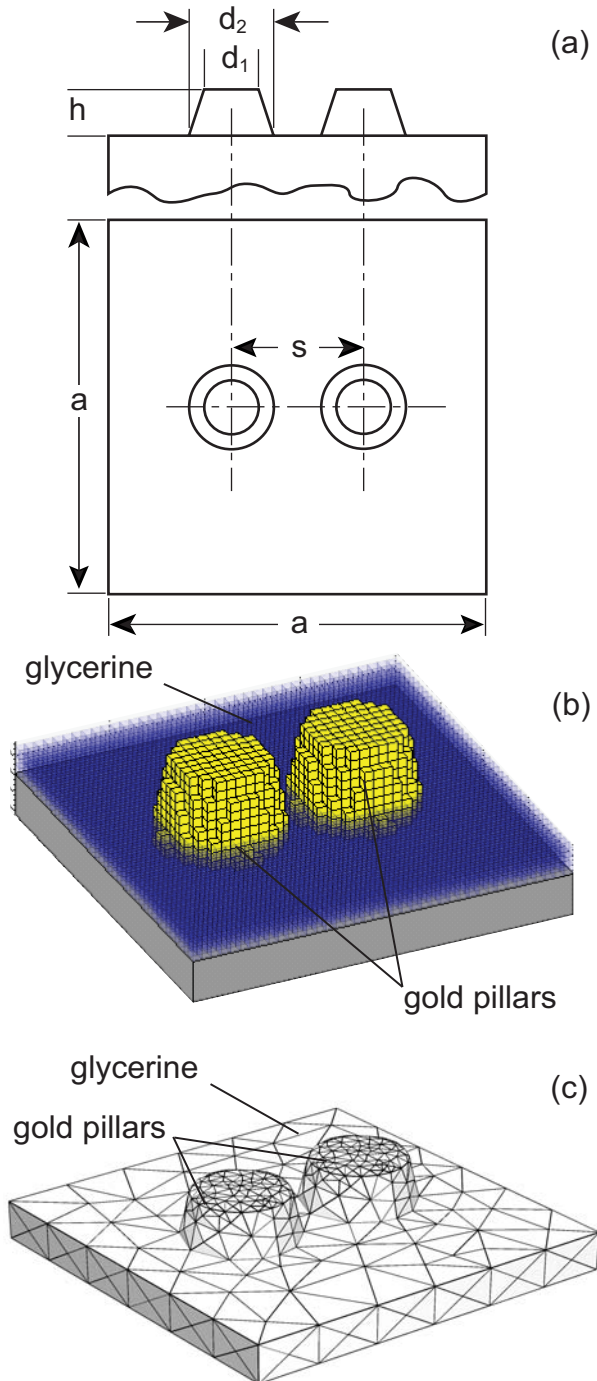 d₂
(a)
d₁
h
s
a
a
glycerine
(b)
gold pillars
glycerine
(c)
gold pillars